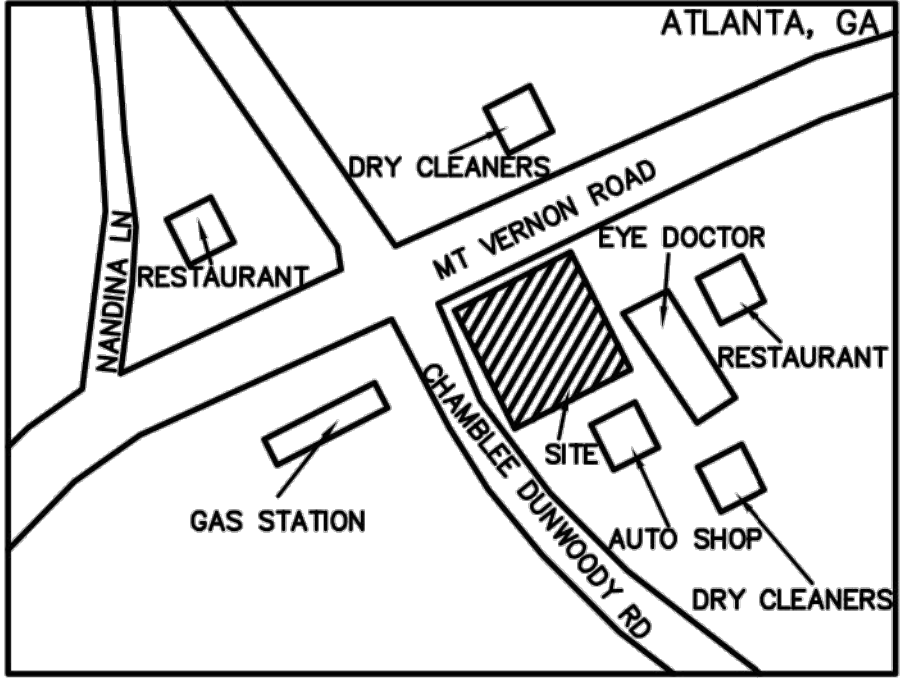 ATLANTA, GA
DRY CLEANERS
MT VERNON ROAD
EYE DOCTOR
NANDINA LN
RESTAURANT
RESTAURANT
CHAMBLEE DUNWOODY RD
SITE
GAS STATION
AUTO SHOP
DRY CLEANERS